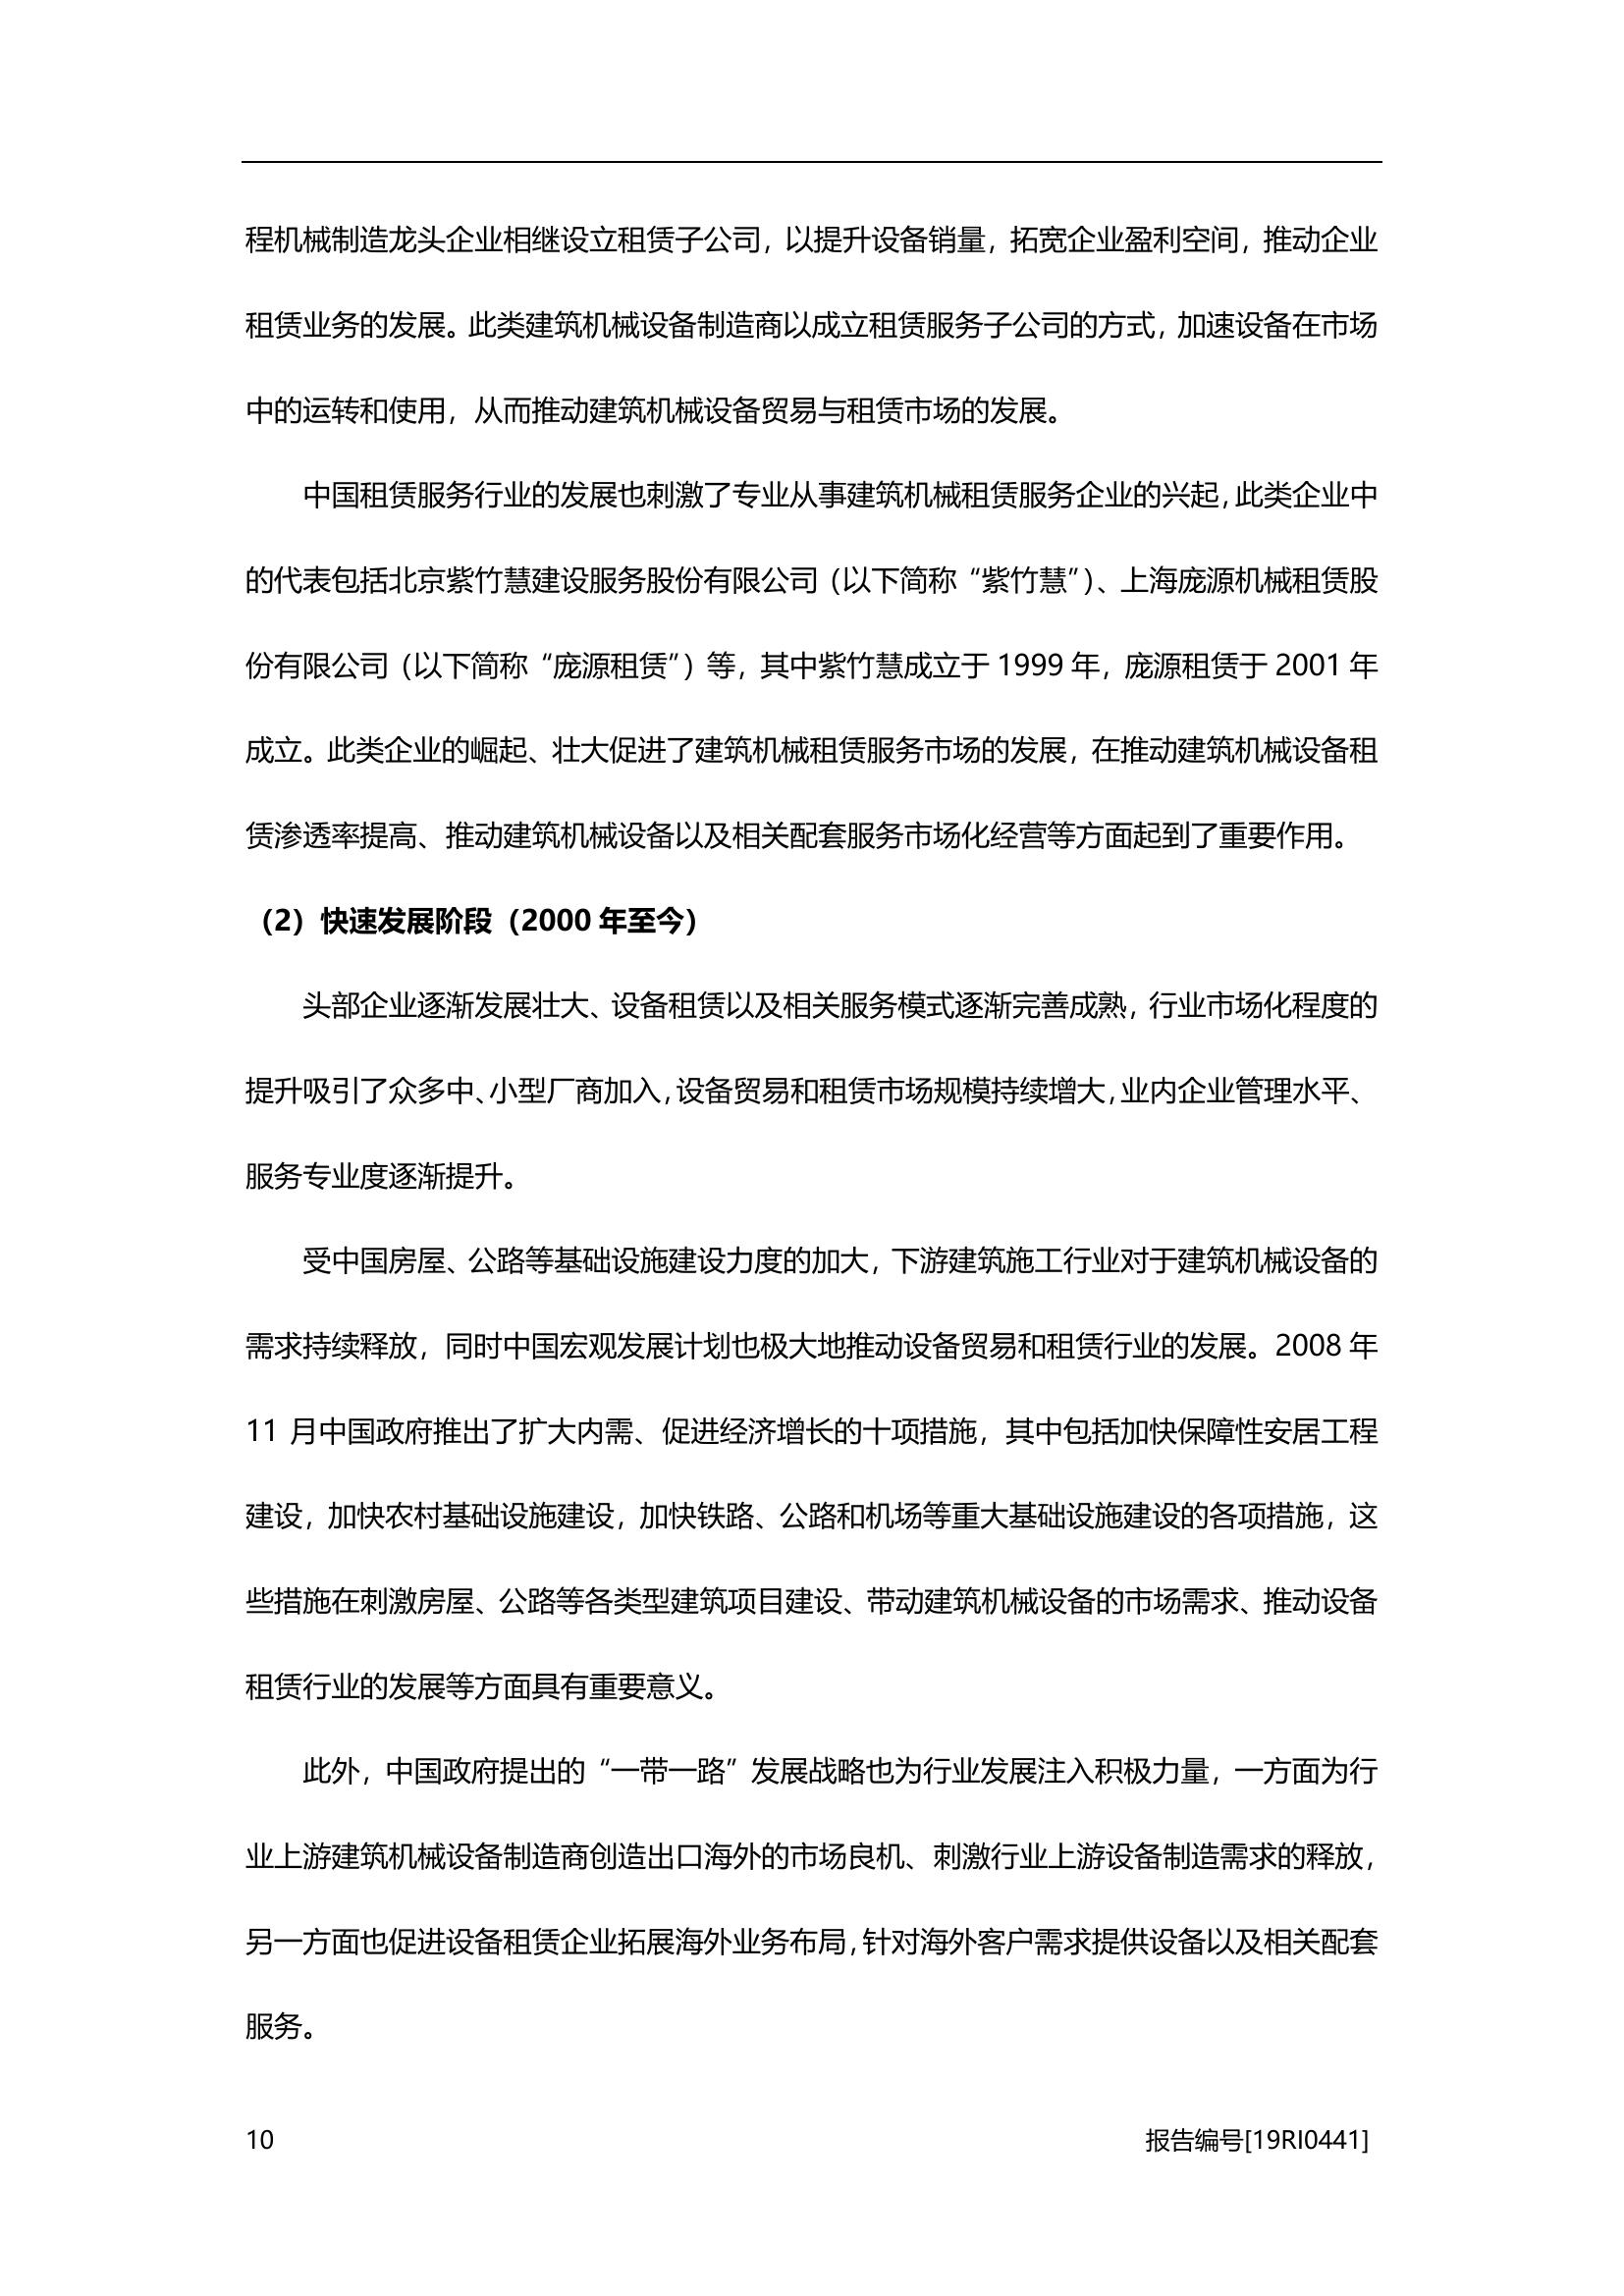 程机械制造龙头企业相继设立租赁子公司，以提升设备销量，拓宽企业盈利空间，推动企业
租赁业务的发展。此类建筑机械设备制造商以成立租赁服务子公司的方式，加速设备在市场
中的运转和使用，从而推动建筑机械设备贸易与租赁市场的发展。
中国租赁服务行业的发展也刺激了专业从事建筑机械租赁服务企业的兴起，此类企业中
的代表包括北京紫竹慧建设服务股份有限公司（以下简称“紫竹慧”）、上海庞源机械租赁股
份有限公司（以下简称“庞源租赁”）等，其中紫竹慧成立于 1999 年，庞源租赁于 2001 年
成立。此类企业的崛起、壮大促进了建筑机械租赁服务市场的发展，在推动建筑机械设备租
赁渗透率提高、推动建筑机械设备以及相关配套服务市场化经营等方面起到了重要作用。
（2）快速发展阶段（2000 年至今）
头部企业逐渐发展壮大、设备租赁以及相关服务模式逐渐完善成熟，行业市场化程度的
提升吸引了众多中、小型厂商加入，设备贸易和租赁市场规模持续增大，业内企业管理水平、
服务专业度逐渐提升。
受中国房屋、公路等基础设施建设力度的加大，下游建筑施工行业对于建筑机械设备的
需求持续释放，同时中国宏观发展计划也极大地推动设备贸易和租赁行业的发展。2008 年
11 月中国政府推出了扩大内需、促进经济增长的十项措施，其中包括加快保障性安居工程
建设，加快农村基础设施建设，加快铁路、公路和机场等重大基础设施建设的各项措施，这
些措施在刺激房屋、公路等各类型建筑项目建设、带动建筑机械设备的市场需求、推动设备
租赁行业的发展等方面具有重要意义。
此外，中国政府提出的“一带一路”发展战略也为行业发展注入积极力量，一方面为行
业上游建筑机械设备制造商创造出口海外的市场良机、刺激行业上游设备制造需求的释放，
另一方面也促进设备租赁企业拓展海外业务布局，针对海外客户需求提供设备以及相关配套
服务。
10 报告编号[19RI0441]